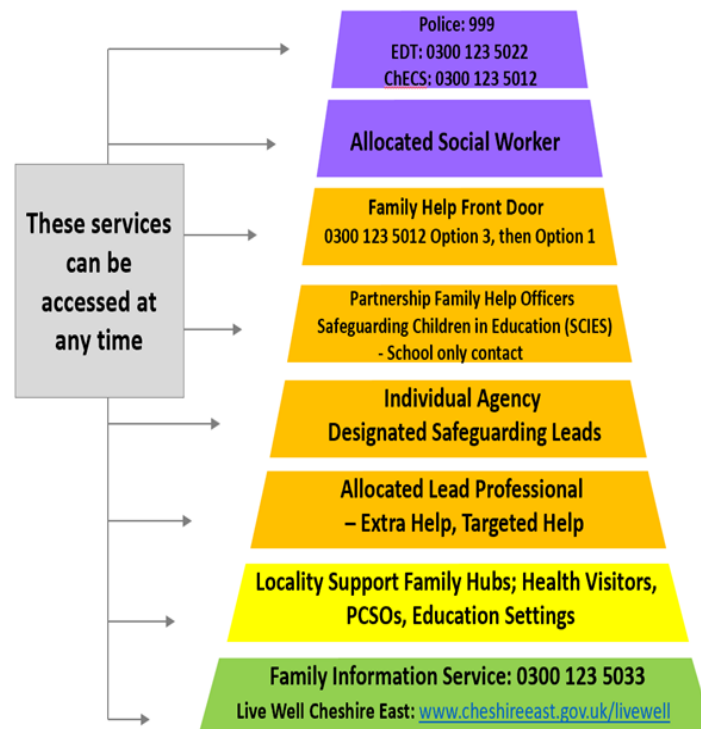 Police: 999
EDT: 0300 123 5022
ChECS: 0300 123 5012
Allocated Social Worker
These services
can be
accessed at
any time
Family Help Front Door
0300 123 5012 Option 3, then Option 1
Partnership Family Help Officers
Safeguarding Children in Education (SCIES)
- School only contact
Individual Agency
Designated Safeguarding Leads
Allocated Lead Professional
– Extra Help, Targeted Help
Locality Support Family Hubs; Health Visitors,
PCSOs, Education Settings
Family Information Service: 0300 123 5033
Live Well Cheshire East: www.cheshireeast.gov.uk/livewell